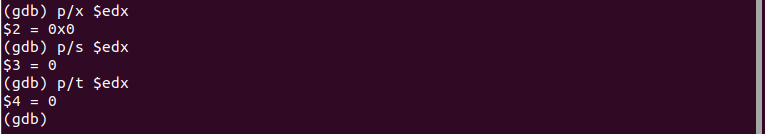 (gdb) p/x $edx
$2 = 0x0
(gdb) p/s $edx
$3 = 0
(gdb) p/t $edx
$4 = 0
(gdb)